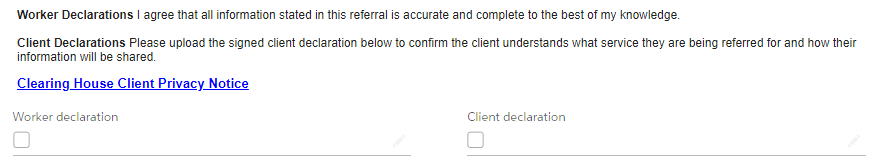 Worker Declarations I agree that all information stated in this referral is accurate and complete to the best of my knowledge.
Client Declarations Please upload the signed client declaration below to confirm the client understands what service they are being referred for and how their
information will be shared.
Clearing House Client Privacy Notice
Worker declaration
Client declaration